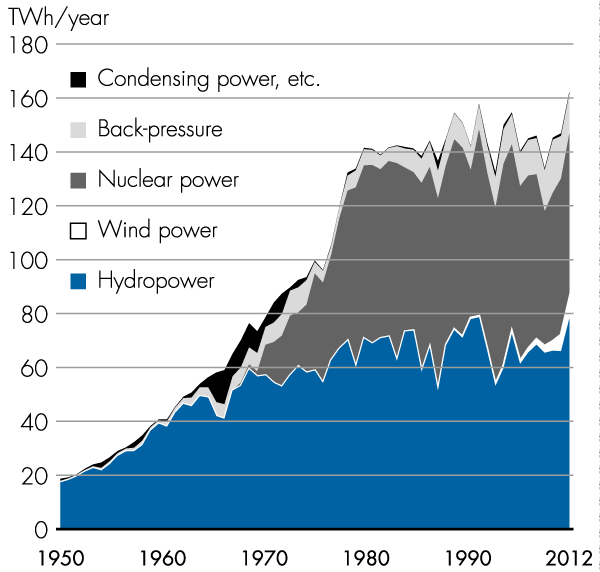 TWh/year
180
160
140
120
100
80
60
40
20
0
Condensing power, etc.
Back-pressure
Nuclear power
Wind power
Hydropower
1950 1960 1970 1980 1990 2012